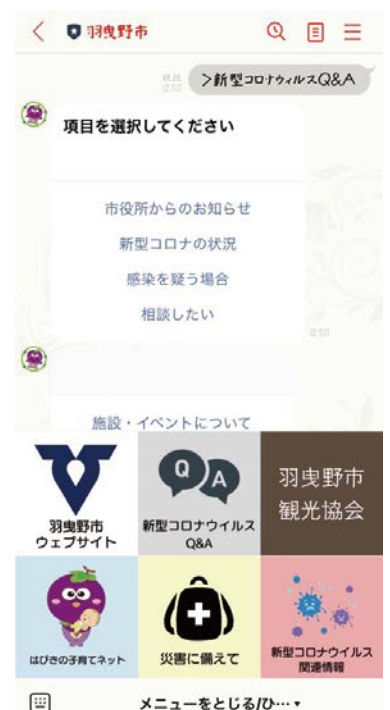 羽曳野市
既読
12:50
>新型コロナウィルスQ&A
項目を選択してください
市役所からのお知らせ
新型コロナの状況
感染を疑う場合
相談したい
12:50
施設・イベントについて
羽曳野市
ウェブサイト
Q A
新型コロナウイルス
Q&A
羽曳野市
観光協会
はびきの子育てネット
災害に備えて
新型コロナウイルス
関連情報
メニューをとじる/ひ…▼